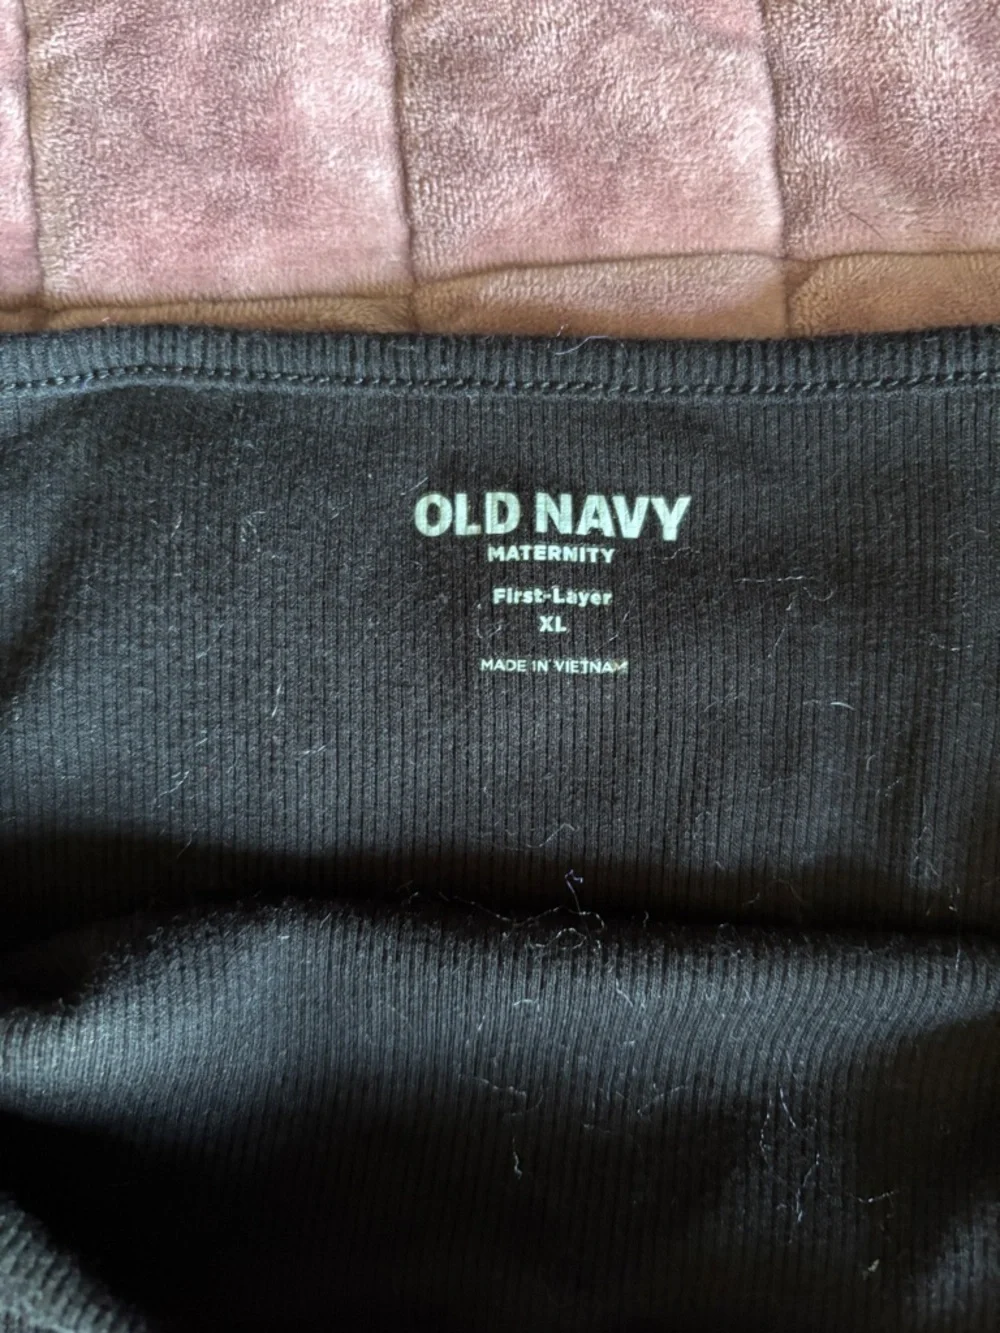 OLD NAVY
MATERNITY
First-Layer
XL
MADE IN VIETNAM